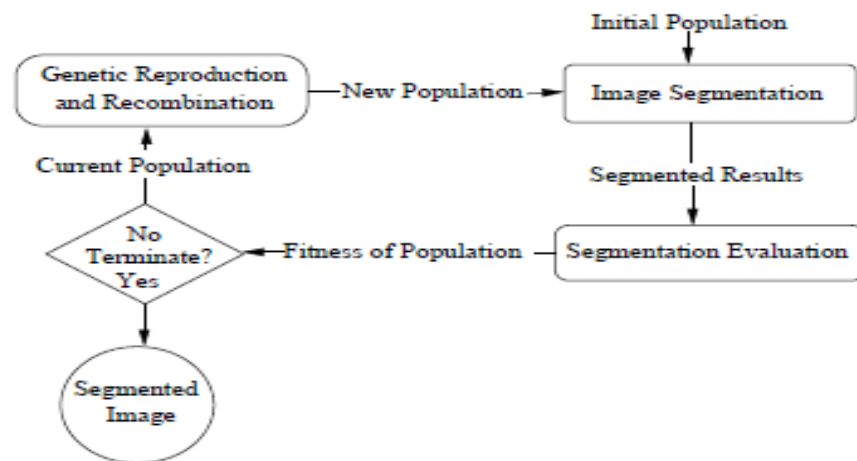 Initial Population
Genetic Reproduction
and Recombination
New Population
Image Segmentation
Current Population
Segmented Results
No
Terminate?
Yes
Fitness of Population
Segmentation Evaluation
Segmented
Image